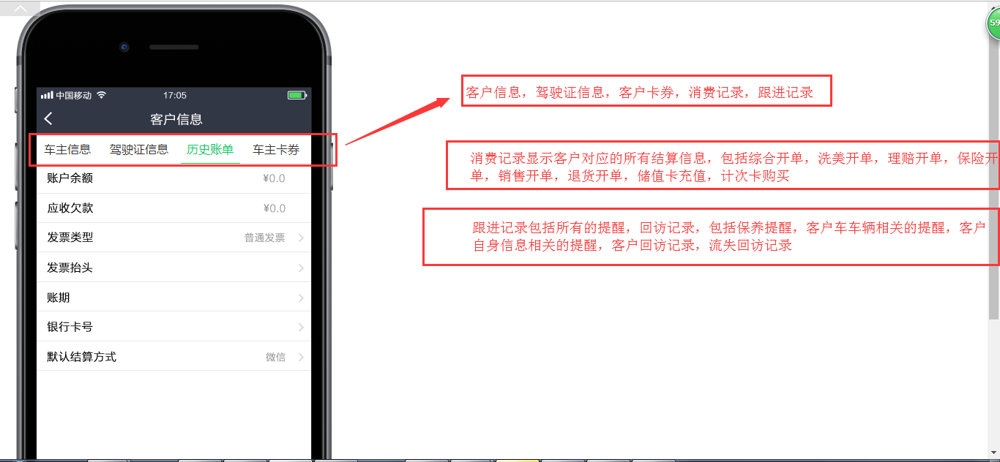 中国移动
17:05
客户信息
车主信息 驾驶证信息 历史账单 车主卡券
账户余额 ¥0.0
应收欠款 ¥0.0
发票类型 普通发票
发票抬头
账期
银行卡号
默认结算方式 微信
客户信息，驾驶证信息，客户卡券，消费记录，跟进记录
消费记录显示客户对应的所有结算信息，包括综合开单，洗美开单，理赔开单，保险开
单，销售开单，退货开单，储值卡充值，计次卡购买
跟进记录包括所有的提醒，回访记录，包括保养提醒，客户车车辆相关的提醒，客户
自身信息相关的提醒，客户回访记录，流失回访记录
59